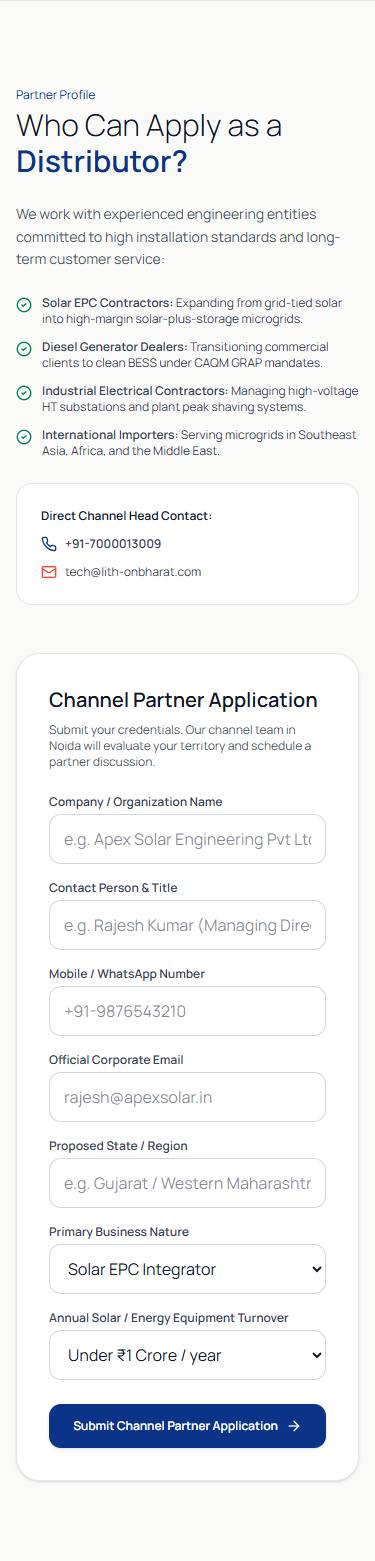 Partner Profile
Who Can Apply as a
Distributor?
We work with experienced engineering entities
committed to high installation standards and long-
term customer service:
Solar EPC Contractors: Expanding from grid-tied solar
into high-margin solar-plus-storage microgrids.
Diesel Generator Dealers: Transitioning commercial
clients to clean BESS under CAQM GRAP mandates.
Industrial Electrical Contractors: Managing high-voltage
HT substations and plant peak shaving systems.
International Importers: Serving microgrids in Southeast
Asia, Africa, and the Middle East.
Direct Channel Head Contact:
+91-7000013009
tech@lith-onbharat.com
Channel Partner Application
Submit your credentials. Our channel team in
Noida will evaluate your territory and schedule a
partner discussion.
Company / Organization Name
e.g. Apex Solar Engineering Pvt Ltd
Contact Person & Title
e.g. Rajesh Kumar (Managing Dire
Mobile / WhatsApp Number
+91-9876543210
Official Corporate Email
rajesh@apexsolar.in
Proposed State / Region
e.g. Gujarat / Western Maharashtr
Primary Business Nature
Solar EPC Integrator
Annual Solar / Energy Equipment Turnover
Under ₹1 Crore / year
Submit Channel Partner Application